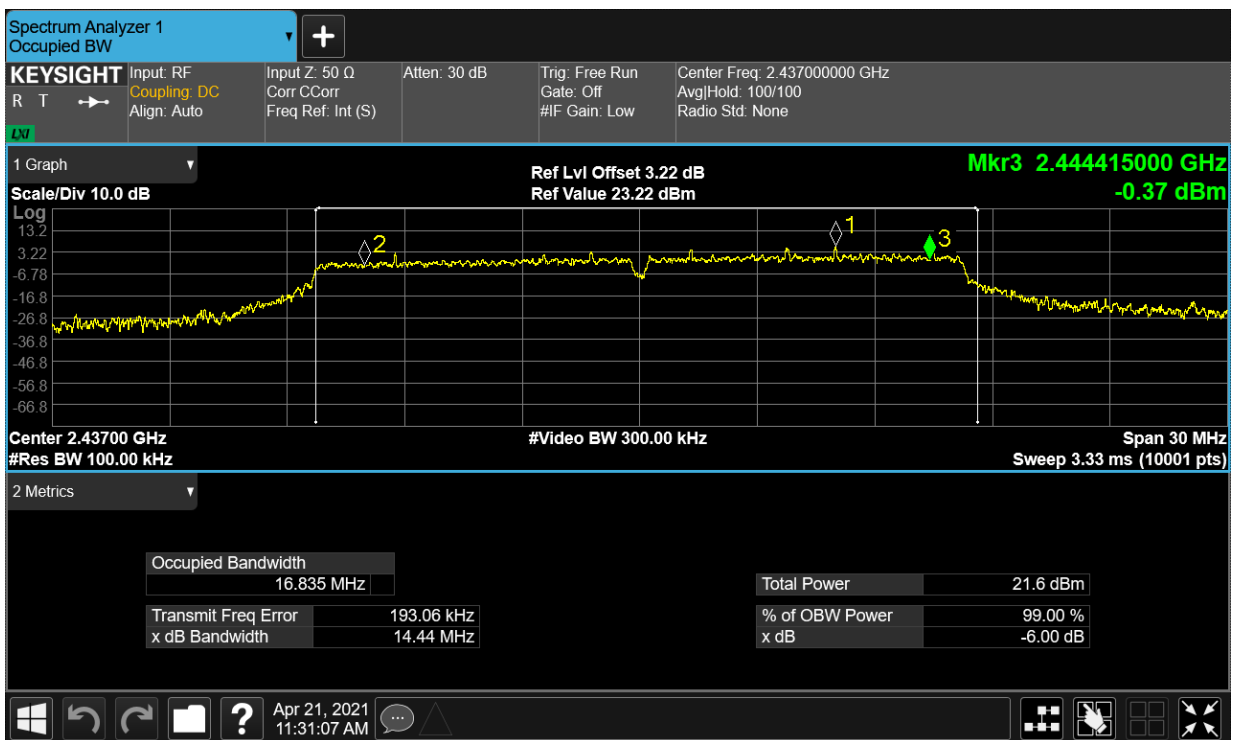 Spectrum Analyzer 1
Occupied BW
+
KEYSIGHT
R T
LXI
Input: RF
Coupling: DC
Align: Auto
Input Z: 50 Ω
Corr CCorr
Freq Ref: Int (S)
Atten: 30 dB
Trig: Free Run
Gate: Off
#IF Gain: Low
Center Freq: 2.437000000 GHz
Avg|Hold: 100/100
Radio Std: None
1 Graph
Scale/Div 10.0 dB
Ref Lvl Offset 3.22 dB
Ref Value 23.22 dBm
Mkr3 2.444415000 GHz
-0.37 dBm
Log
13.2
3.22
-6.78
-16.8
-26.8
-36.8
-46.8
-56.8
-66.8
2
1
3
Center 2.43700 GHz
#Res BW 100.00 kHz
#Video BW 300.00 kHz
Span 30 MHz
Sweep 3.33 ms (10001 pts)
2 Metrics
Occupied Bandwidth
16.835 MHz
Transmit Freq Error 193.06 kHz
x dB Bandwidth 14.44 MHz
Total Power 21.6 dBm
% of OBW Power 99.00 %
x dB -6.00 dB
?
Apr 21, 2021
11:31:07 AM